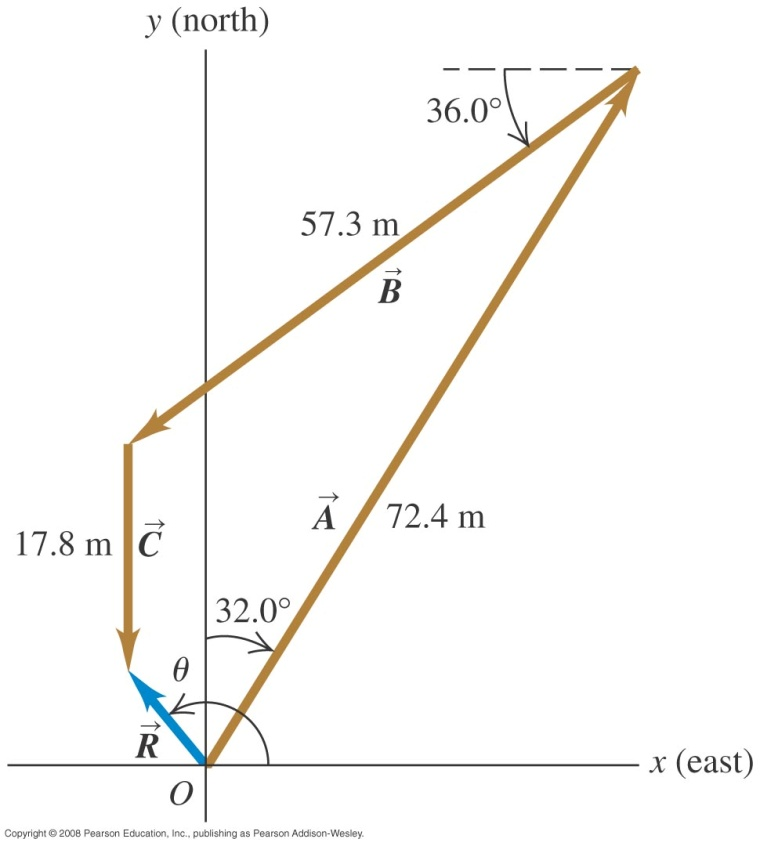 y (north)
36.0°
57.3 m
B
A
72.4 m
17.8 m
C
32.0°
θ
R
x (east)
O
Copyright © 2008 Pearson Education, Inc., publishing as Pearson Addison-Wesley.